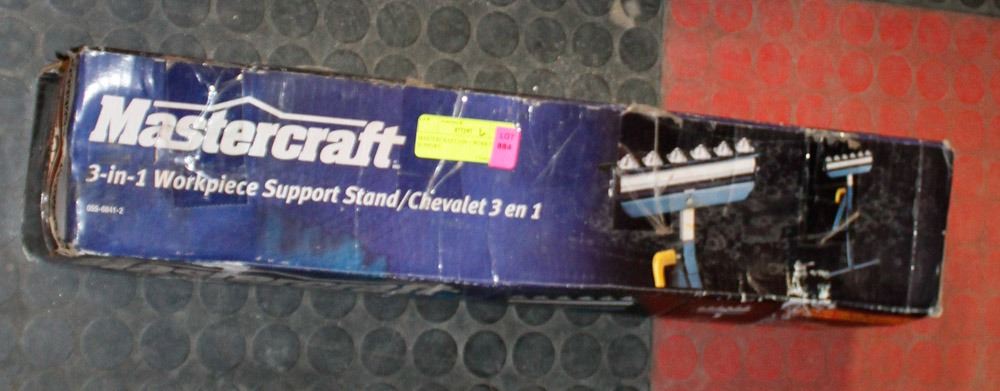 Mastercraft
3-in-1 Workpiece Support Stand/Chevalet 3 en 1
055-6841-2
LOT
884